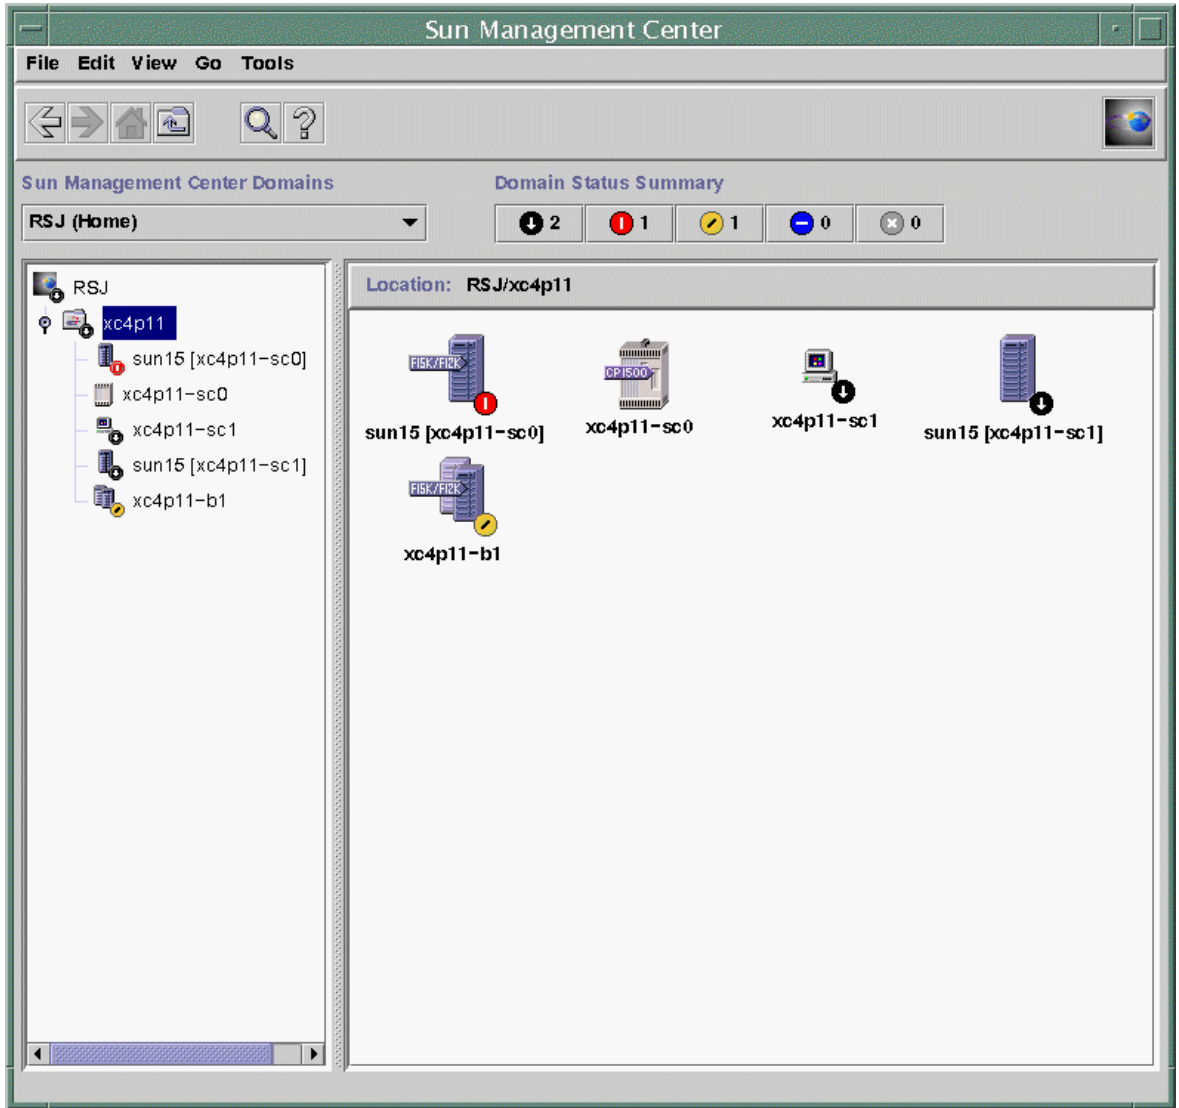 Sun Management Center
File Edit View Go Tools
Sun Management Center Domains
Domain Status Summary
RSJ (Home)
2 1 1 0 0
RSJ
xc4p11
sun15 [xc4p11-sc0]
xc4p11-sc0
xc4p11-sc1
sun15 [xc4p11-sc1]
xc4p11-b1
Location: RSJ/xc4p11
F15K/F12K
CP1500
sun15 [xc4p11-sc0]
xc4p11-sc0
xc4p11-sc1
sun15 [xc4p11-sc1]
F15K/F12K
xc4p11-b1